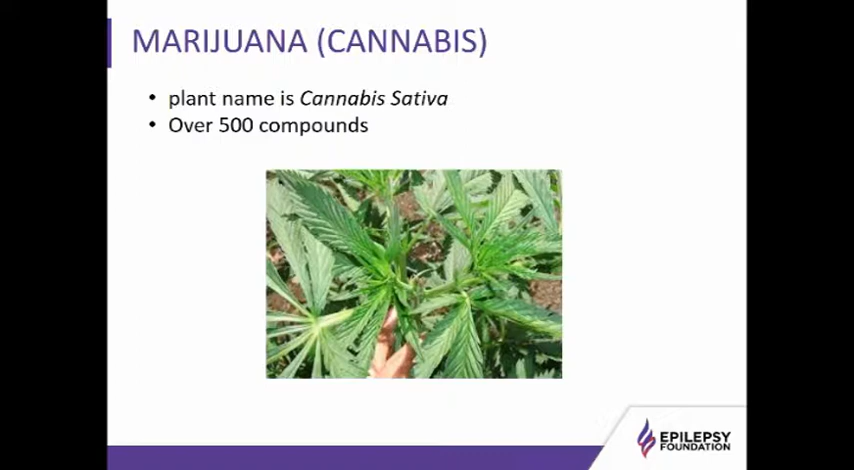 MARIJUANA (CANNABIS)
• plant name is Cannabis Sativa
• Over 500 compounds
EPILEPSY
FOUNDATION